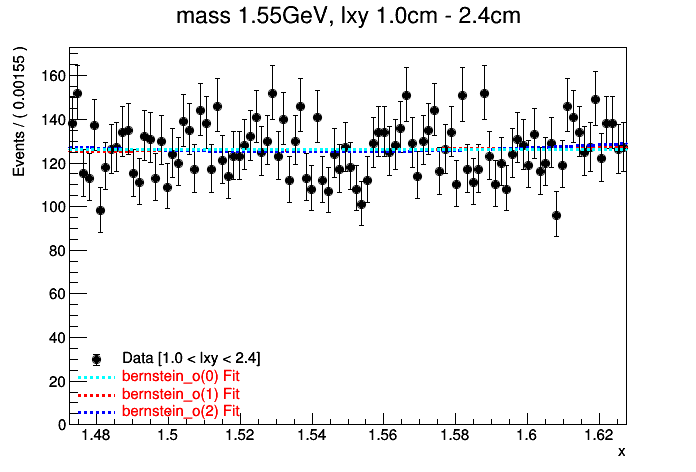 mass 1.55GeV, lxy 1.0cm - 2.4cm
Events / ( 0.00155 )
160
140
120
100
80
60
40
20
0
Data [1.0 < lxy < 2.4]
bernstein_o(0) Fit
bernstein_o(1) Fit
bernstein_o(2) Fit
1.48 1.5 1.52 1.54 1.56 1.58 1.6 1.62
x